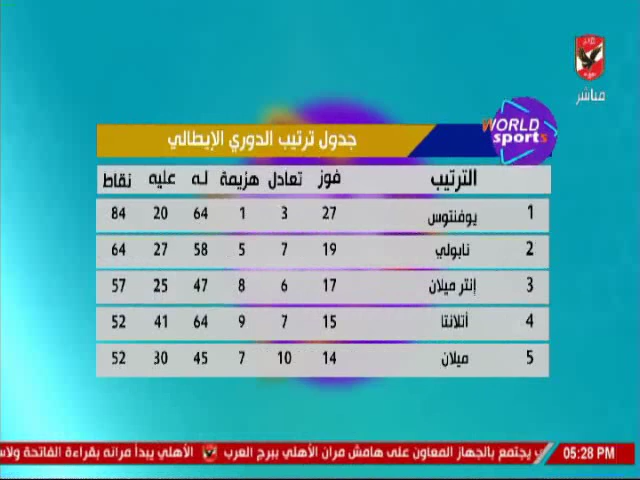 مباشر
WORLD
sports
جدول ترتيب الدوري الإيطالي
الترتيب فوز تعادل هزيمة له عليه نقاط
1 يوفنتوس 27 3 1 64 20 84
2 نابولي 19 7 5 58 27 64
3 إنتر ميلان 17 6 8 47 25 57
4 أتلانتا 15 7 9 64 41 52
5 ميلان 14 10 7 45 30 52
05:28 PM
ي يجتمع بالجهاز المعاون على هامش مران الأهلي ببرج العرب الأهلي يبدأ مرانه بقراءة الفاتحة